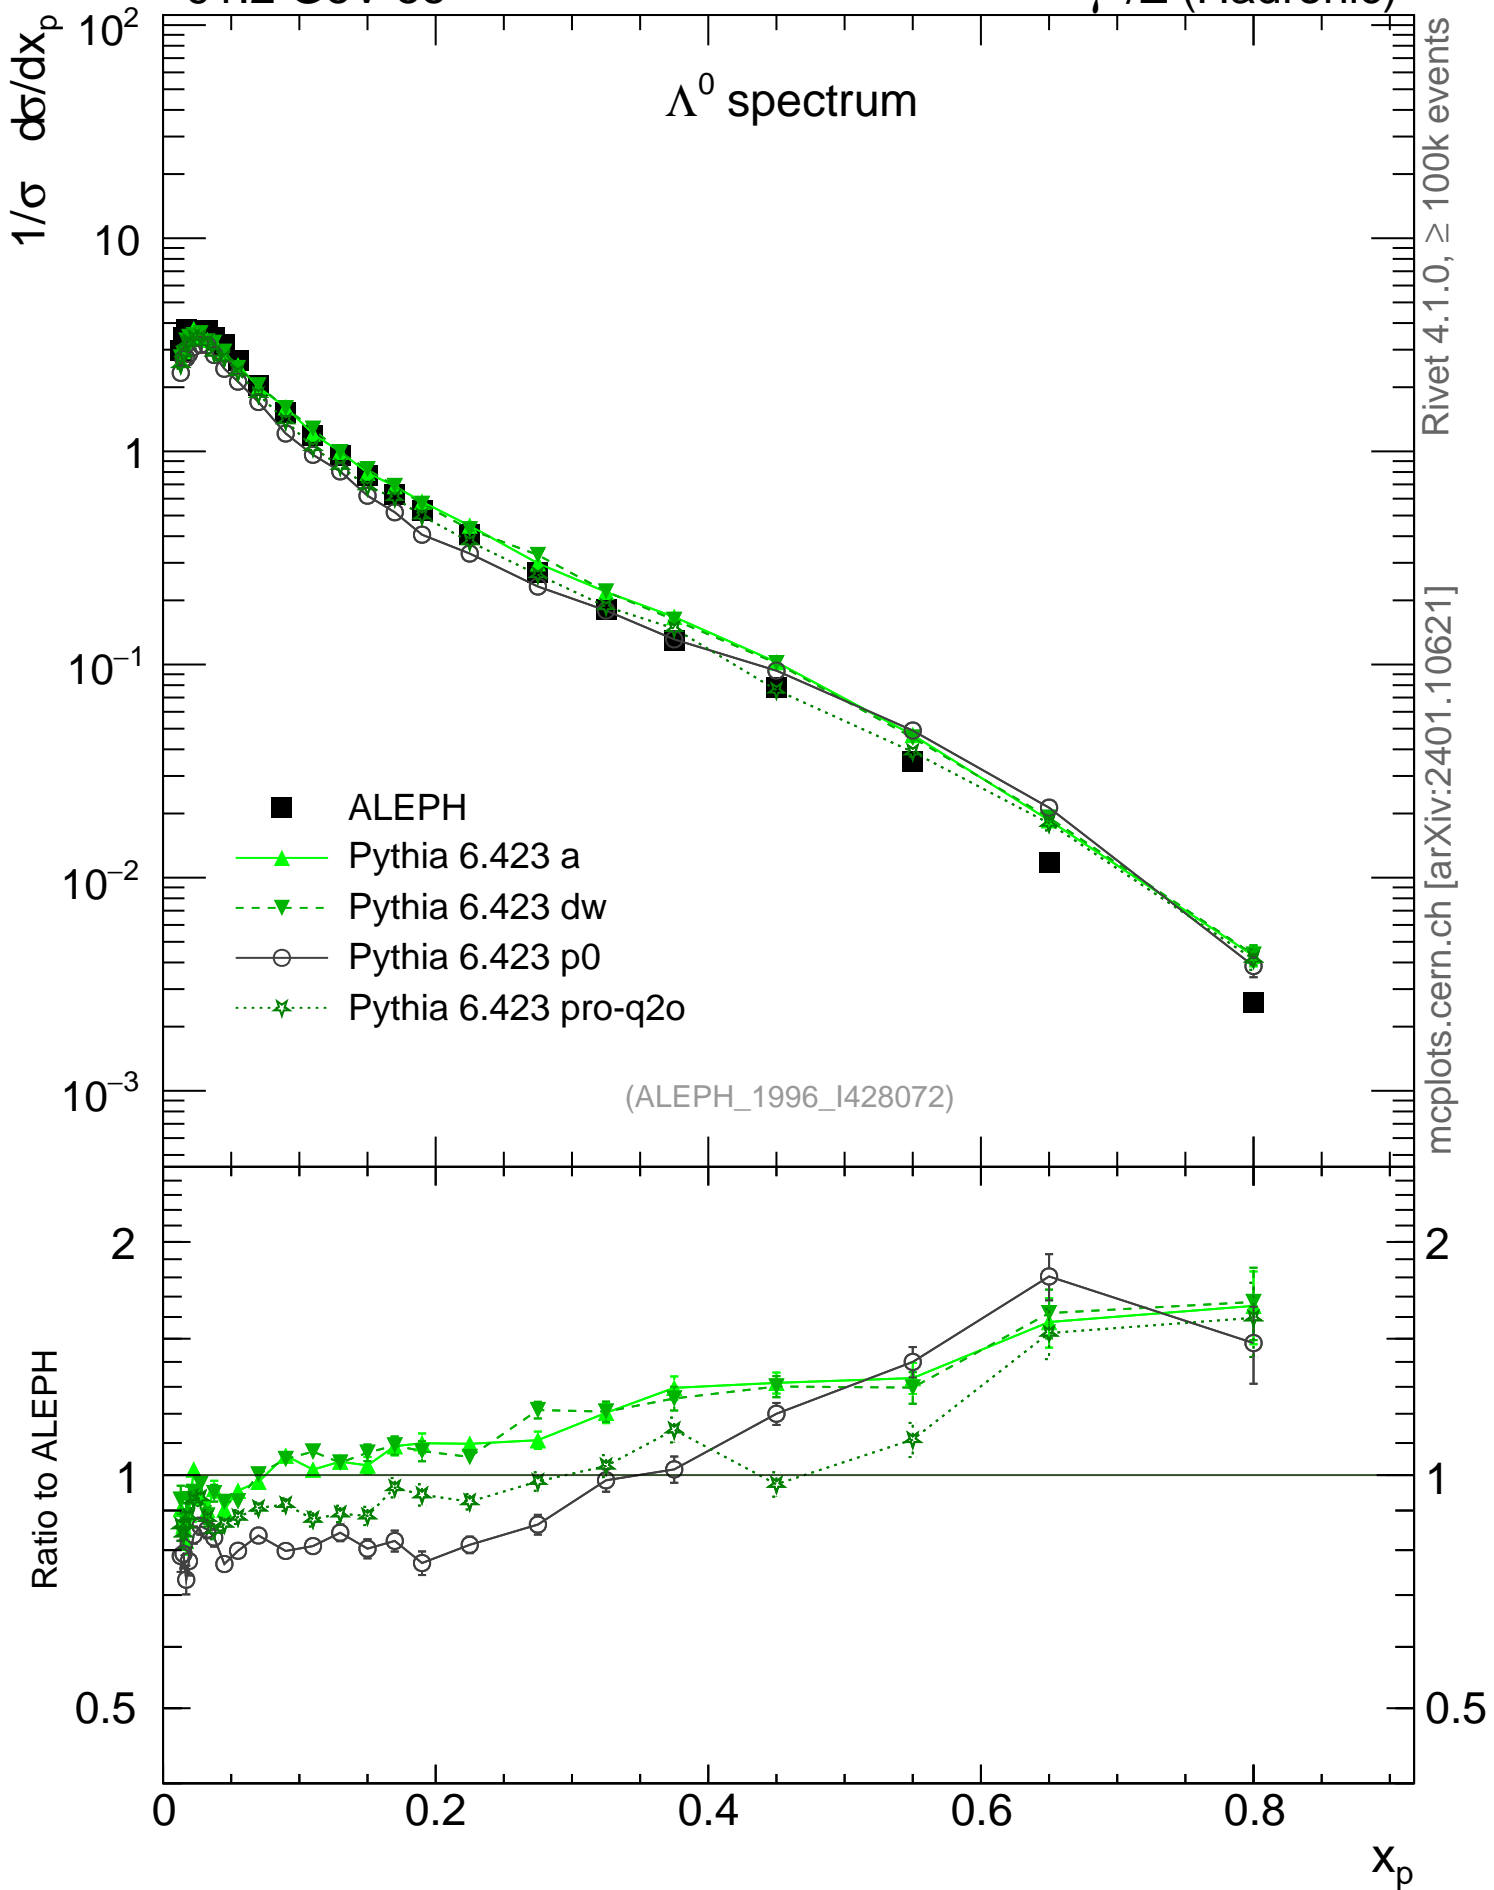 1/σ dσ/dxₚ
Λ⁰ spectrum
10²
10
1
10⁻¹
10⁻²
10⁻³
ALEPH
Pythia 6.423 a
Pythia 6.423 dw
Pythia 6.423 p0
Pythia 6.423 pro-q2o
(ALEPH_1996_I428072)
Rivet 4.1.0, ≥ 100k events
mcplots.cern.ch [arXiv:2401.10621]
Ratio to ALEPH
2
1
0.5
2
1
0.5
0
0.2
0.4
0.6
0.8
xₚ